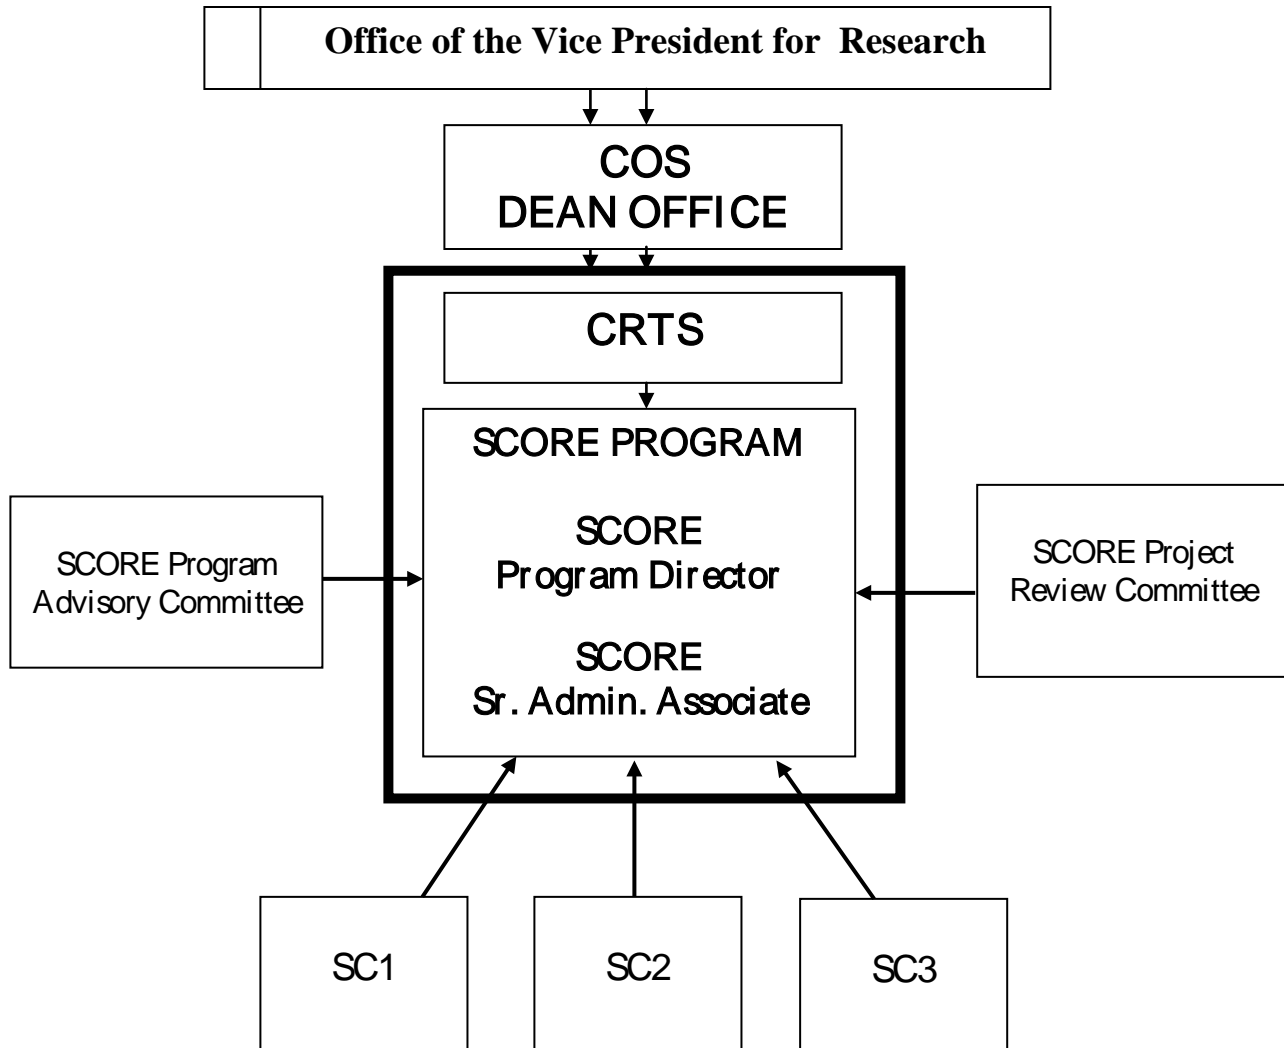 Office of the Vice President for Research
COS
DEAN OFFICE
CRTS
SCORE PROGRAM
SCORE
Program Director
SCORE
Sr. Admin. Associate
SCORE Program
Advisory Committee
SCORE Project
Review Committee
SC1
SC2
SC3